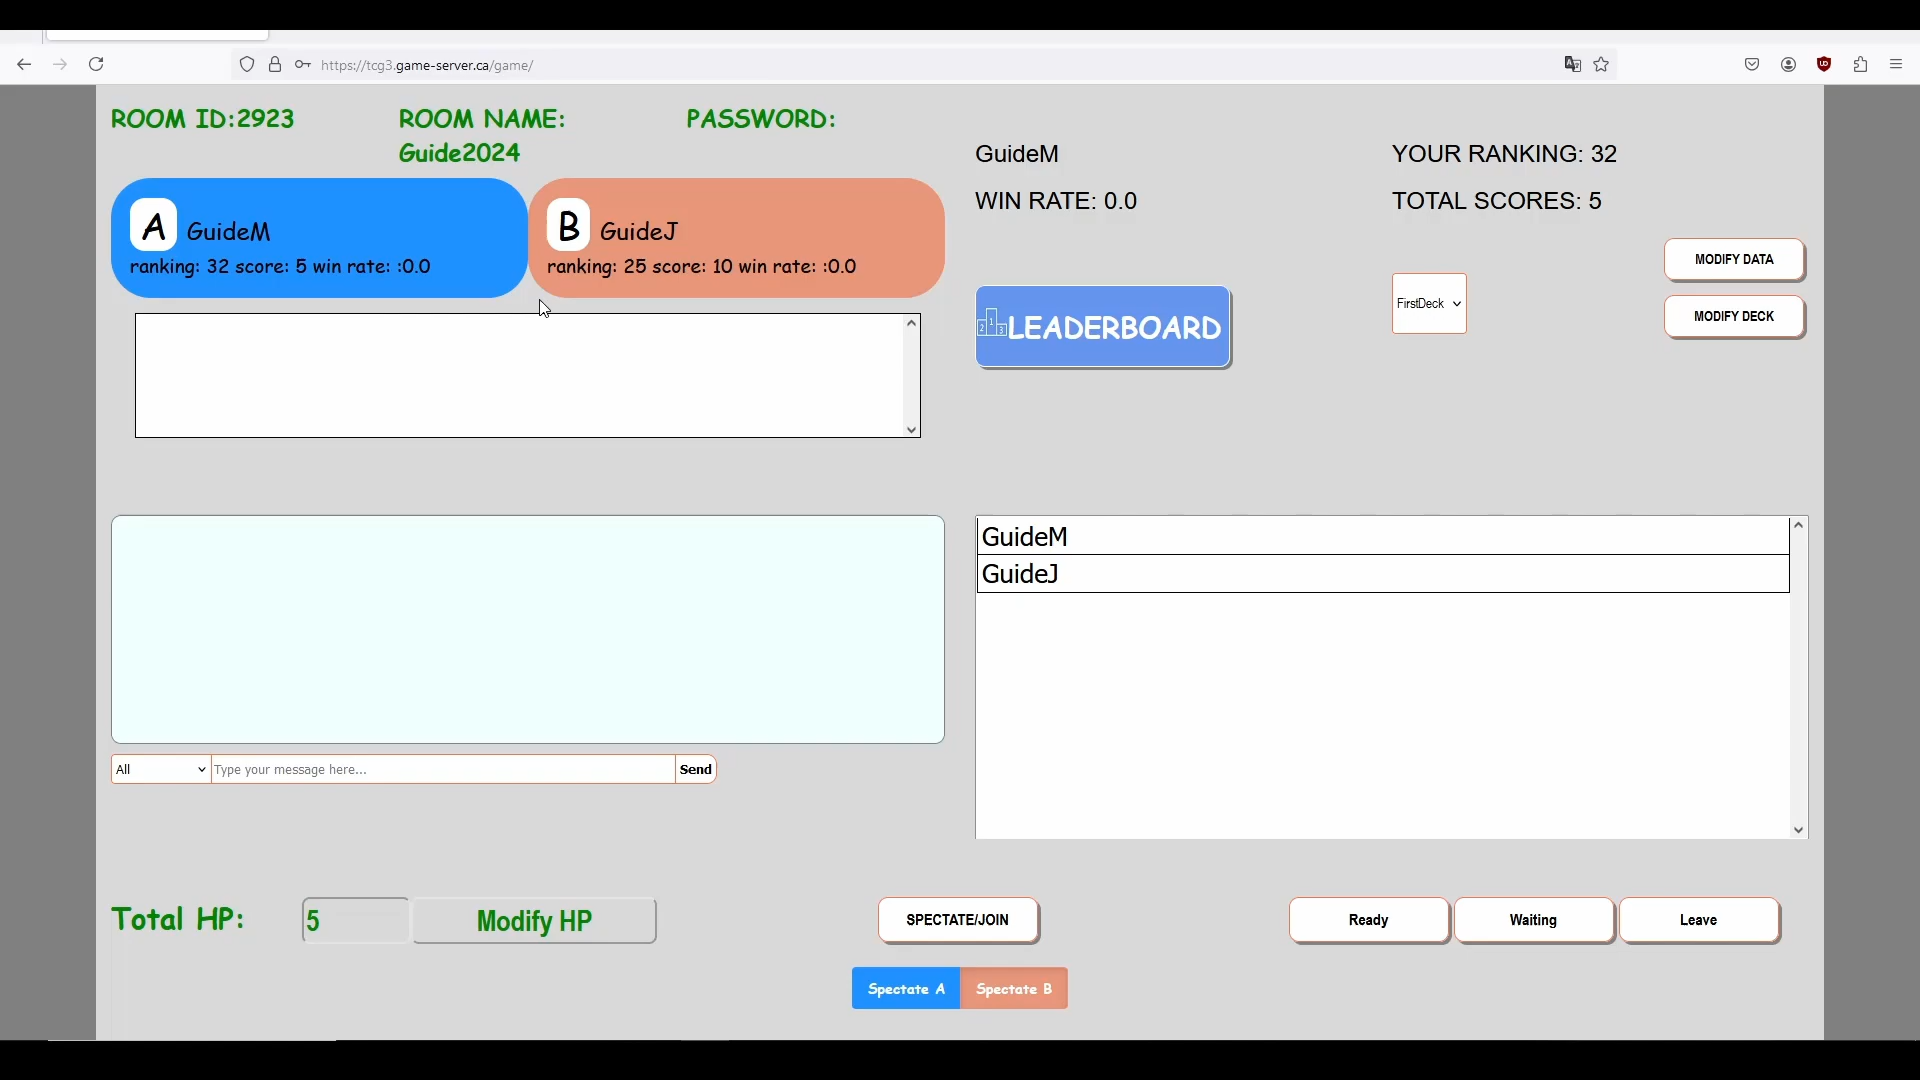 https://tcg3.game-server.ca/game/
ROOM ID:2923
ROOM NAME:
Guide2024
PASSWORD:
A GuideM
ranking: 32 score: 5 win rate: :0.0
B GuideJ
ranking: 25 score: 10 win rate: :0.0
GuideM
YOUR RANKING: 32
WIN RATE: 0.0
TOTAL SCORES: 5
MODIFY DATA
FirstDeck
MODIFY DECK
2 1 3 LEADERBOARD
GuideM
GuideJ
All
Type your message here...
Send
Total HP:
5
Modify HP
SPECTATE/JOIN
Ready
Waiting
Leave
Spectate A
Spectate B